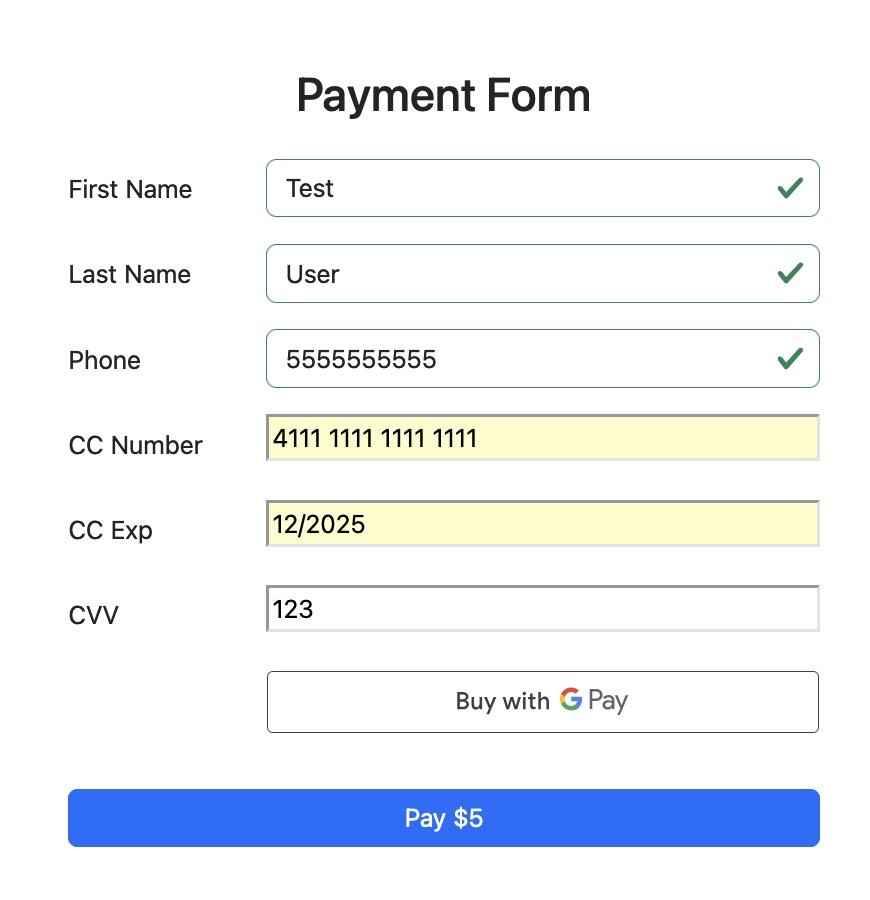 Payment Form
First Name Test
Last Name User
Phone 5555555555
CC Number 4111 1111 1111 1111
CC Exp 12/2025
CVV 123
Buy with G Pay
Pay $5